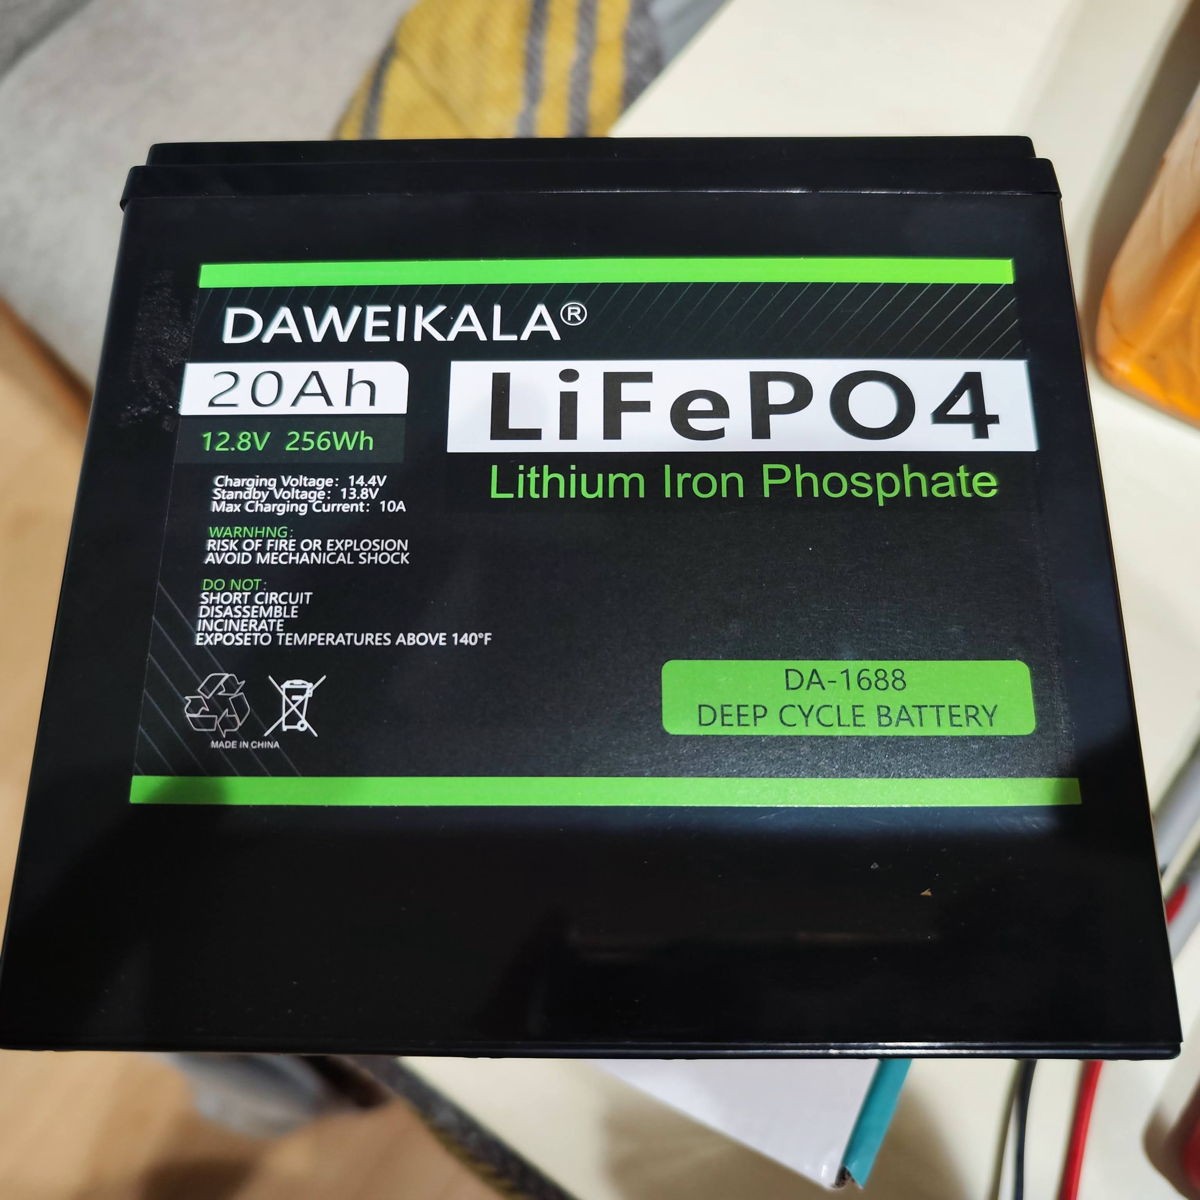 DAWEIKALA®
20Ah
12.8V 256Wh
LiFePO4
Lithium Iron Phosphate
Charging Voltage: 14.4V
Standby Voltage: 13.8V
Max Charging Current: 10A
WARNHNG:
RISK OF FIRE OR EXPLOSION
AVOID MECHANICAL SHOCK
DO NOT:
SHORT CIRCUIT
DISASSEMBLE
INCINERATE
EXPOSETO TEMPERATURES ABOVE 140°F
MADE IN CHINA
DA-1688
DEEP CYCLE BATTERY